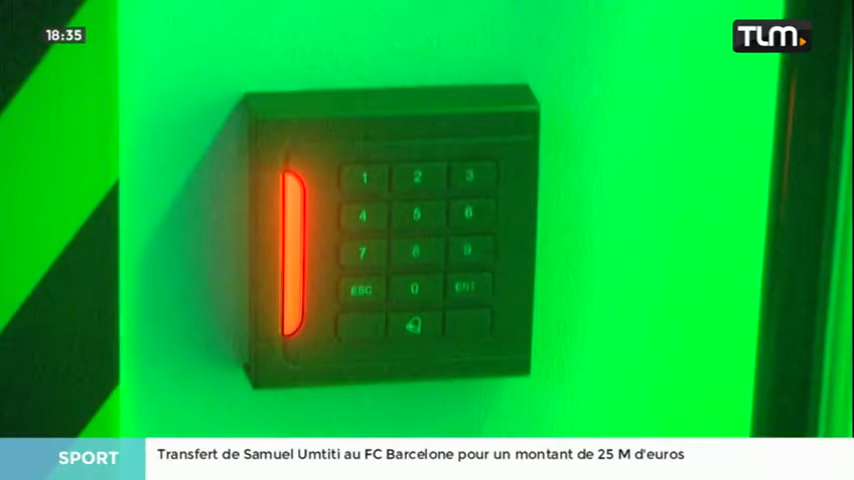 18:35
TLM
1 2 3
4 5 6
7 8 9
ESC 0 ENT
SPORT
Transfert de Samuel Umtiti au FC Barcelone pour un montant de 25 M d'euros